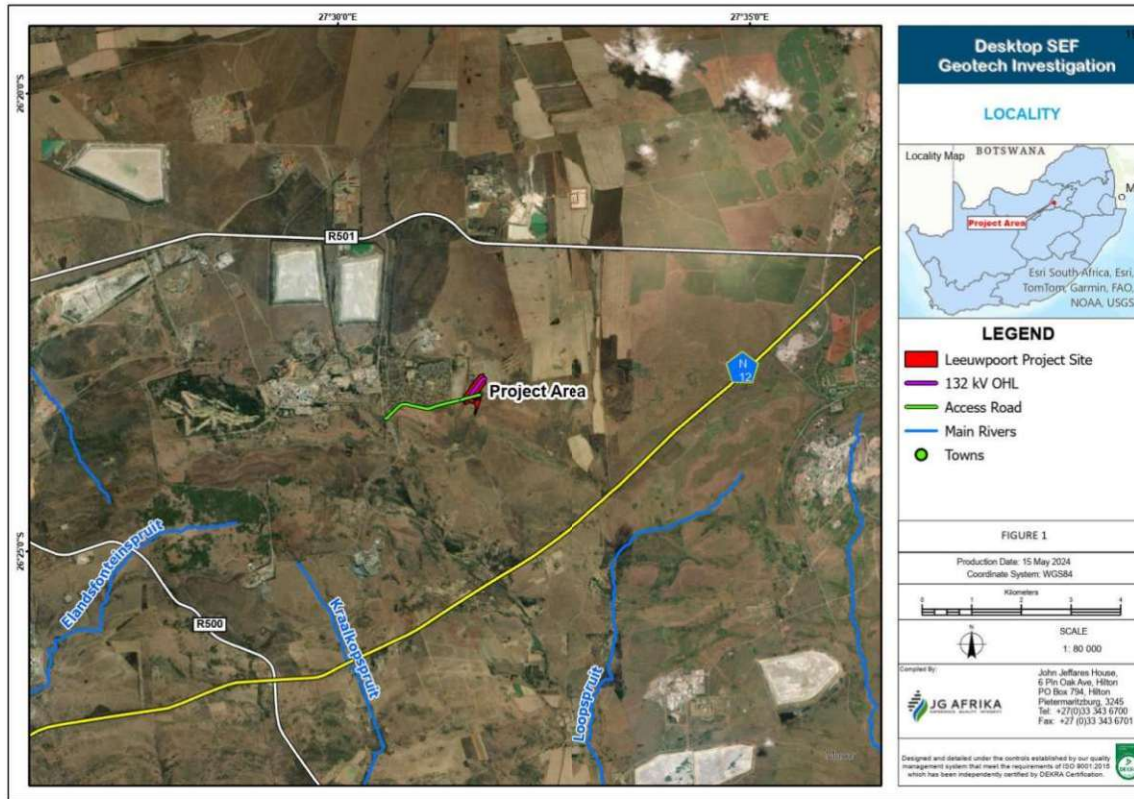 27°30'0"E
27°35'0"E
26°20'0"S
26°25'0"S
R501
N
12
Project Area
Elandsfonteinspruit
R500
Kraalkopspruit
Loopspruit
Desktop SEF
Geotech Investigation
LOCALITY
Locality Map
BOTSWANA
M
Project Area
Esri South Africa, Esri,
TomTom, Garmin, FAO,
NOAA, USGS
LEGEND
Leeuwpoort Project Site
132 kV OHL
Access Road
Main Rivers
Towns
FIGURE 1
Production Date: 15 May 2024
Coordinate System: WGS84
Kilometers
0 1 2 3 4
N
SCALE
1: 80 000
Compiled By:
JG AFRIKA
John Jeffares House,
6 Pin Oak Ave, Hilton
PO Box 794, Hilton
Pietermaritzburg, 3245
Tel: +27(0)33 343 6700
Fax: +27 (0)33 343 6701
Designed and detailed under the controls established by our quality
management system that meet the requirements of ISO 9001:2015
which has been independently certified by DEKRA Certification.